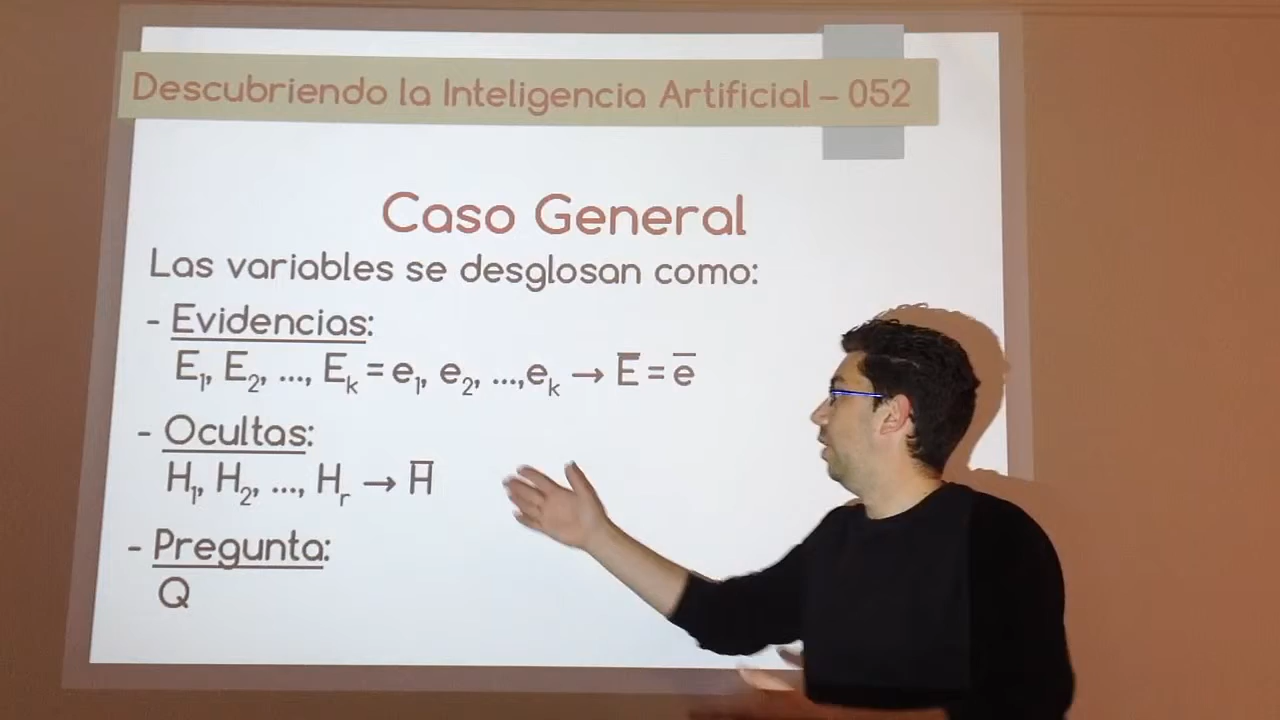 Descubriendo la Inteligencia Artificial – 052
Caso General
Las variables se desglosan como:
- Evidencias:
E₁, E₂, ..., Eₖ = e₁, e₂, ...,eₖ → E̅ = e̅
- Ocultas:
H₁, H₂, ..., Hᵣ → H̅
- Pregunta:
Q